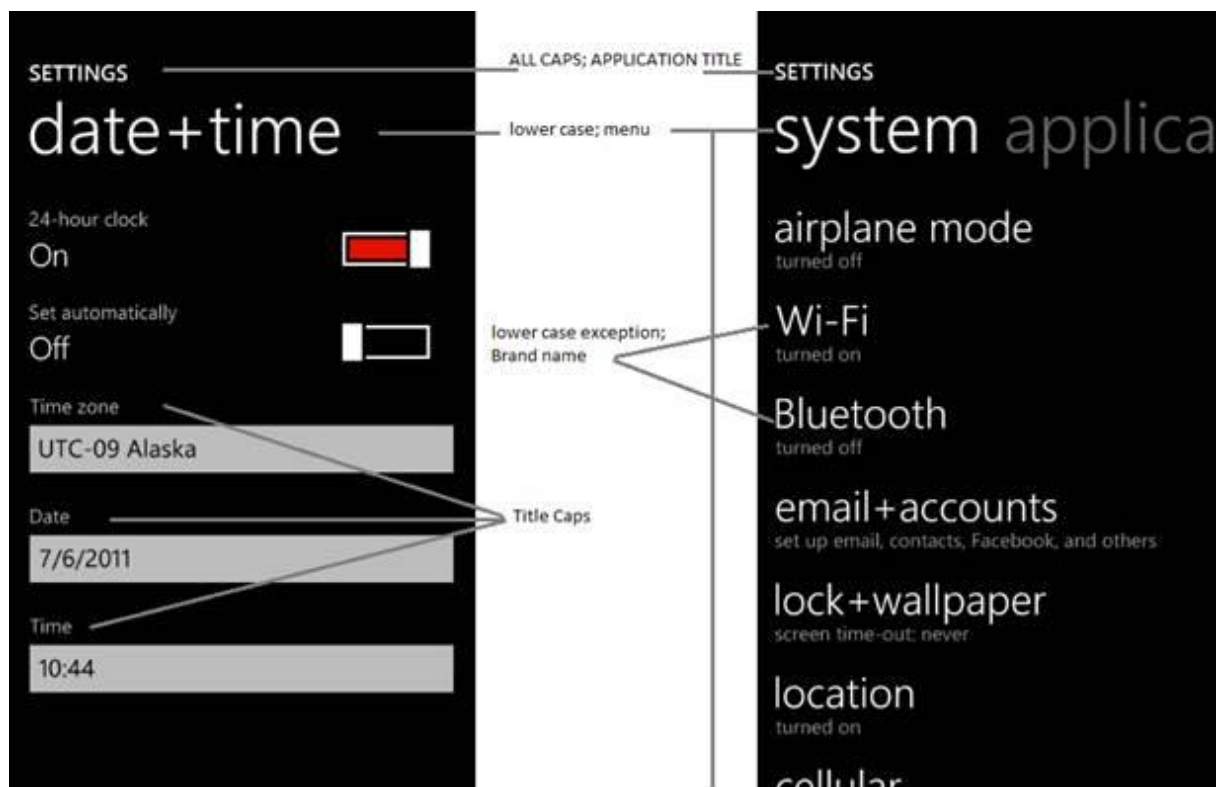 SETTINGS
date+time
24-hour clock
On
Set automatically
Off
Time zone
UTC-09 Alaska
Date
7/6/2011
Time
10:44
ALL CAPS; APPLICATION TITLE
lower case; menu
lower case exception;
Brand name
Title Caps
SETTINGS
system applica
airplane mode
turned off
Wi-Fi
turned on
Bluetooth
turned off
email+accounts
set up email, contacts, Facebook, and others
lock+wallpaper
screen time-out: never
location
turned on
cellular